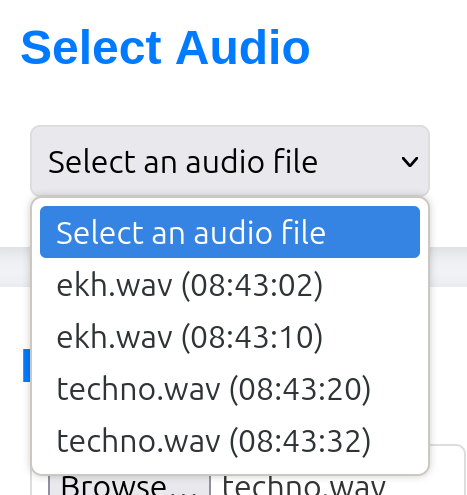 Select Audio
Select an audio file
Select an audio file
ekh.wav (08:43:02)
ekh.wav (08:43:10)
techno.wav (08:43:20)
techno.wav (08:43:32)
Browse... techno.wav